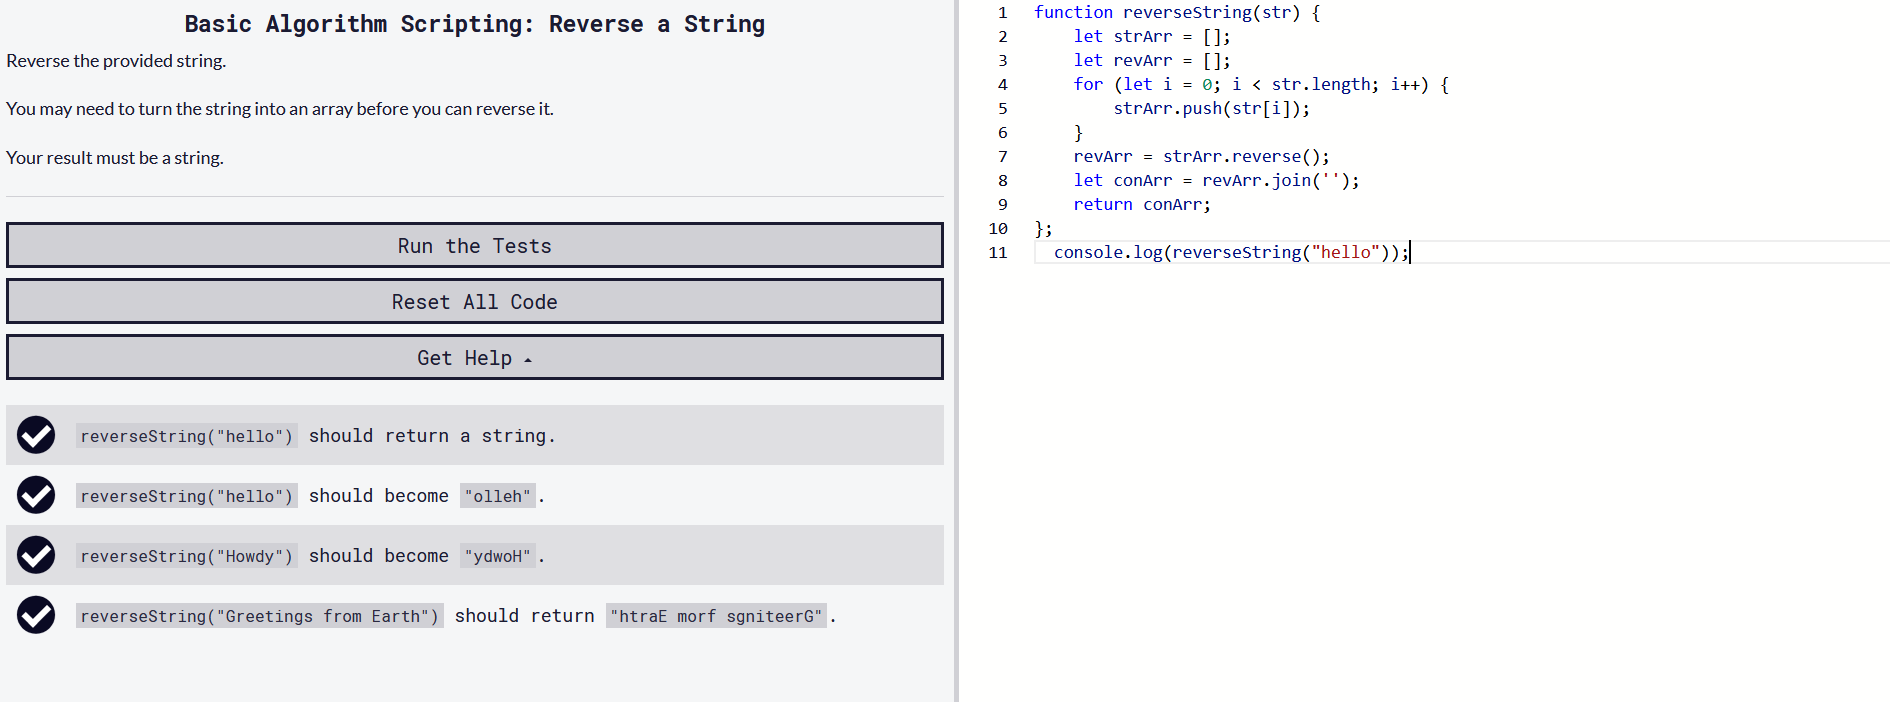 Basic Algorithm Scripting: Reverse a String
Reverse the provided string.
You may need to turn the string into an array before you can reverse it.
Your result must be a string.
Run the Tests
Reset All Code
Get Help
reverseString("hello") should return a string.
reverseString("hello") should become "olleh".
reverseString("Howdy") should become "ydwoH".
reverseString("Greetings from Earth") should return "htraE morf sgniteerG".
1 function reverseString(str) {
2 let strArr = [];
3 let revArr = [];
4 for (let i = 0; i < str.length; i++) {
5 strArr.push(str[i]);
6 }
7 revArr = strArr.reverse();
8 let conArr = revArr.join('');
9 return conArr;
10 };
11 console.log(reverseString("hello"));